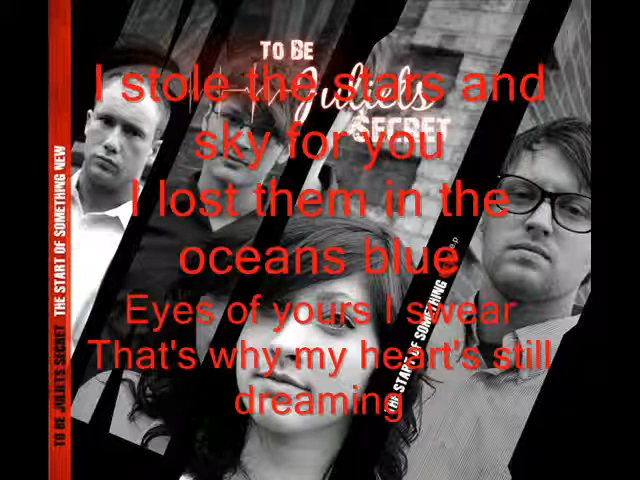 TO BE
Juliets
SECRET
I stole the stars and
sky for you
I lost them in the
oceans blue
Eyes of yours I swear
That's why my heart's still
dreaming
TO BE JULIETS SECRET THE START OF SOMETHING NEW
THE START OF SOMETHING e.p